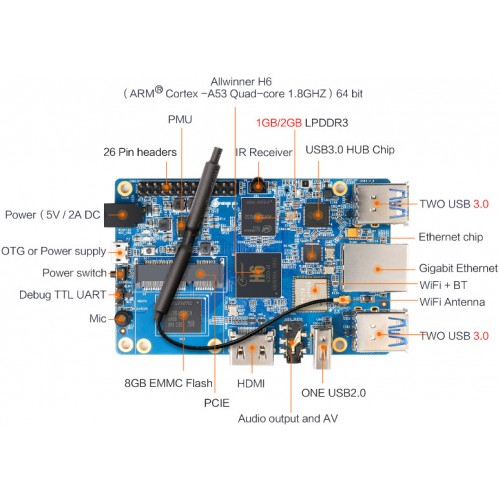 Allwinner H6
( ARM® Cortex -A53 Quad-core 1.8GHZ ) 64 bit
PMU
1GB/2GB LPDDR3
26 Pin headers
IR Receiver
USB3.0 HUB Chip
Power ( 5V / 2A DC
TWO USB 3.0
Ethernet chip
OTG or Power supply
Gigabit Ethernet
Power switch
WiFi + BT
Debug TTL UART
WiFi Antenna
Mic
TWO USB 3.0
8GB EMMC Flash
HDMI
ONE USB2.0
PCIE
Audio output and AV